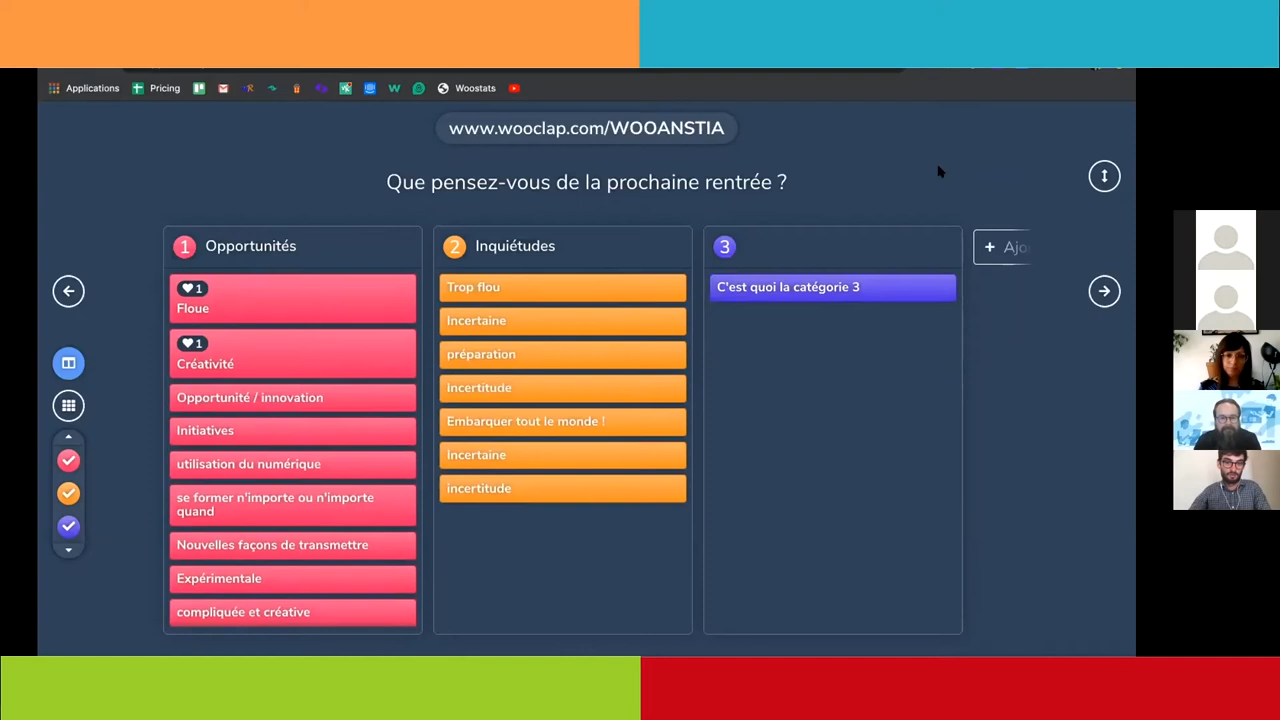 Applications
Pricing
Woostats
www.wooclap.com/WOOANSTIA
Que pensez-vous de la prochaine rentrée ?
1 Opportunités
1
Floue
1
Créativité
Opportunité / innovation
Initiatives
utilisation du numérique
se former n'importe ou n'importe
quand
Nouvelles façons de transmettre
Expérimentale
compliquée et créative
2 Inquiétudes
Trop flou
Incertaine
préparation
Incertitude
Embarquer tout le monde !
Incertaine
incertitude
3
C'est quoi la catégorie 3
+ Ajo